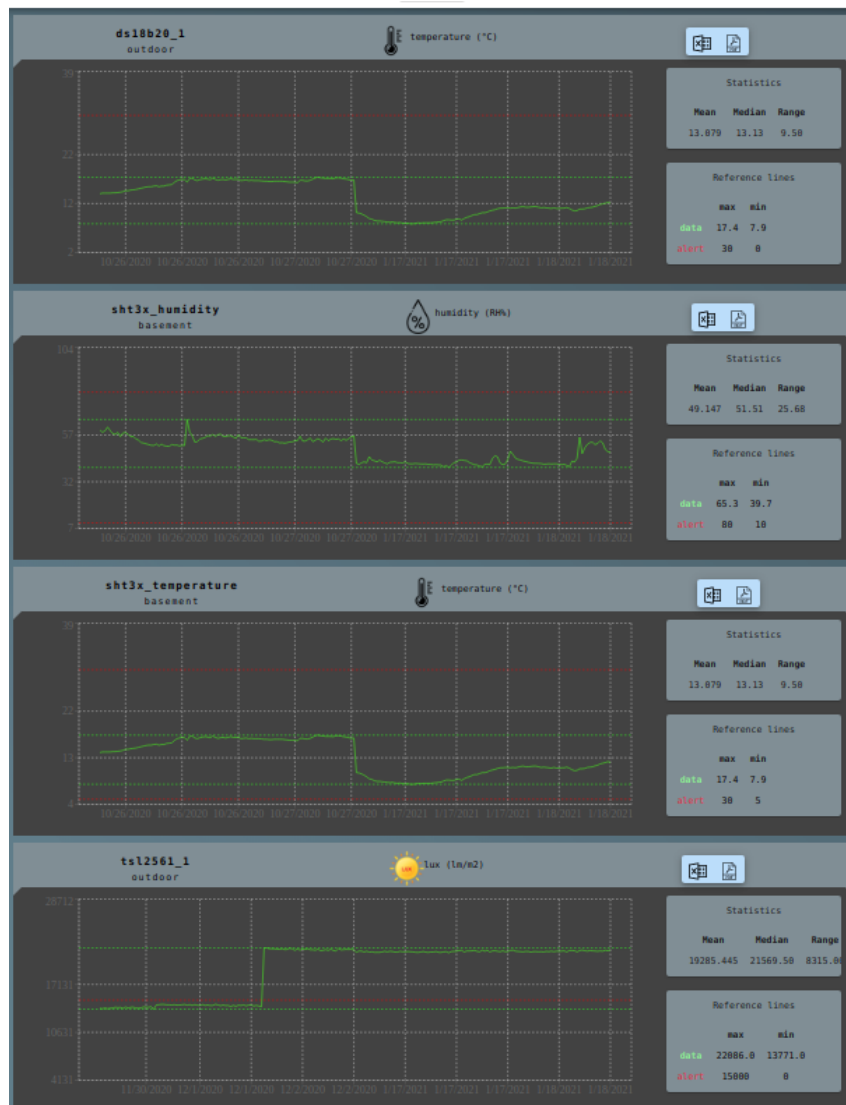 ds18b20_1
outdoor
temperature (°C)
Statistics
Mean Median Range
13.079 13.13 9.50
Reference lines
max min
data 17.4 7.9
alert 30 0
39
22
12
2
10/26/2020 10/26/2020 10/26/2020 10/27/2020 10/27/2020 1/17/2021 1/17/2021 1/17/2021 1/18/2021 1/18/2021
sht3x_humidity
basement
humidity (RH%)
Statistics
Mean Median Range
49.147 51.51 25.68
Reference lines
max min
data 65.3 39.7
alert 80 10
104
57
32
7
10/26/2020 10/26/2020 10/26/2020 10/27/2020 10/27/2020 1/17/2021 1/17/2021 1/17/2021 1/18/2021 1/18/2021
sht3x_temperature
basement
temperature (°C)
Statistics
Mean Median Range
13.079 13.13 9.50
Reference lines
max min
data 17.4 7.9
alert 30 5
39
22
13
4
10/26/2020 10/26/2020 10/26/2020 10/27/2020 10/27/2020 1/17/2021 1/17/2021 1/17/2021 1/18/2021 1/18/2021
tsl2561_1
outdoor
LUX
lux (lm/m2)
Statistics
Mean Median Range
19285.445 21569.50 8315.00
Reference lines
max min
data 22086.0 13771.0
alert 15000 0
28712
17131
10631
4131
11/30/2020 12/1/2020 12/1/2020 12/2/2020 12/2/2020 1/17/2021 1/17/2021 1/18/2021 1/18/2021